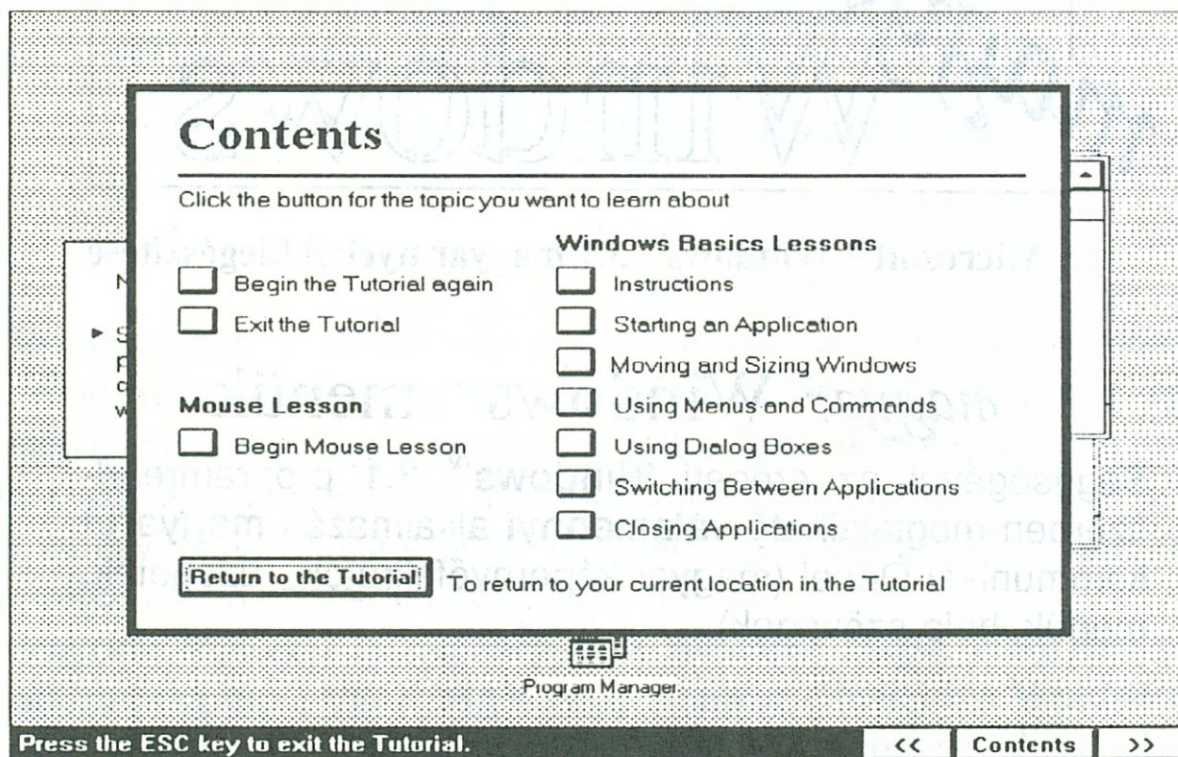 Contents
Click the button for the topic you want to learn about
Begin the Tutorial again
Exit the Tutorial
Mouse Lesson
Begin Mouse Lesson
Windows Basics Lessons
Instructions
Starting an Application
Moving and Sizing Windows
Using Menus and Commands
Using Dialog Boxes
Switching Between Applications
Closing Applications
Return to the Tutorial
To return to your current location in the Tutorial
Program Manager
Press the ESC key to exit the Tutorial.
<< Contents >>